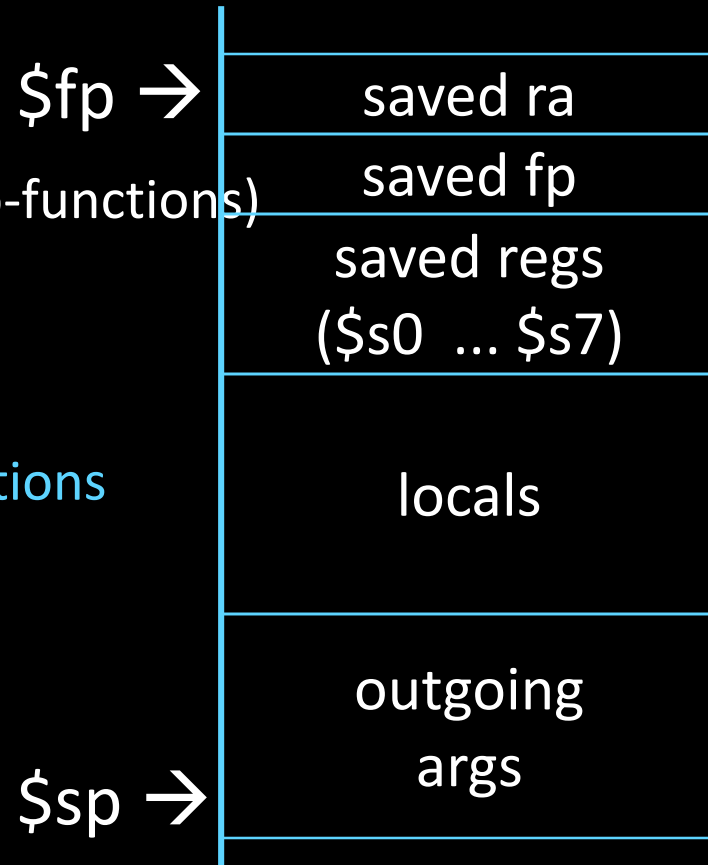 $fp → saved ra
saved fp
-functions)
saved regs
($s0 ... $s7)
tions
locals
outgoing
args
$sp →